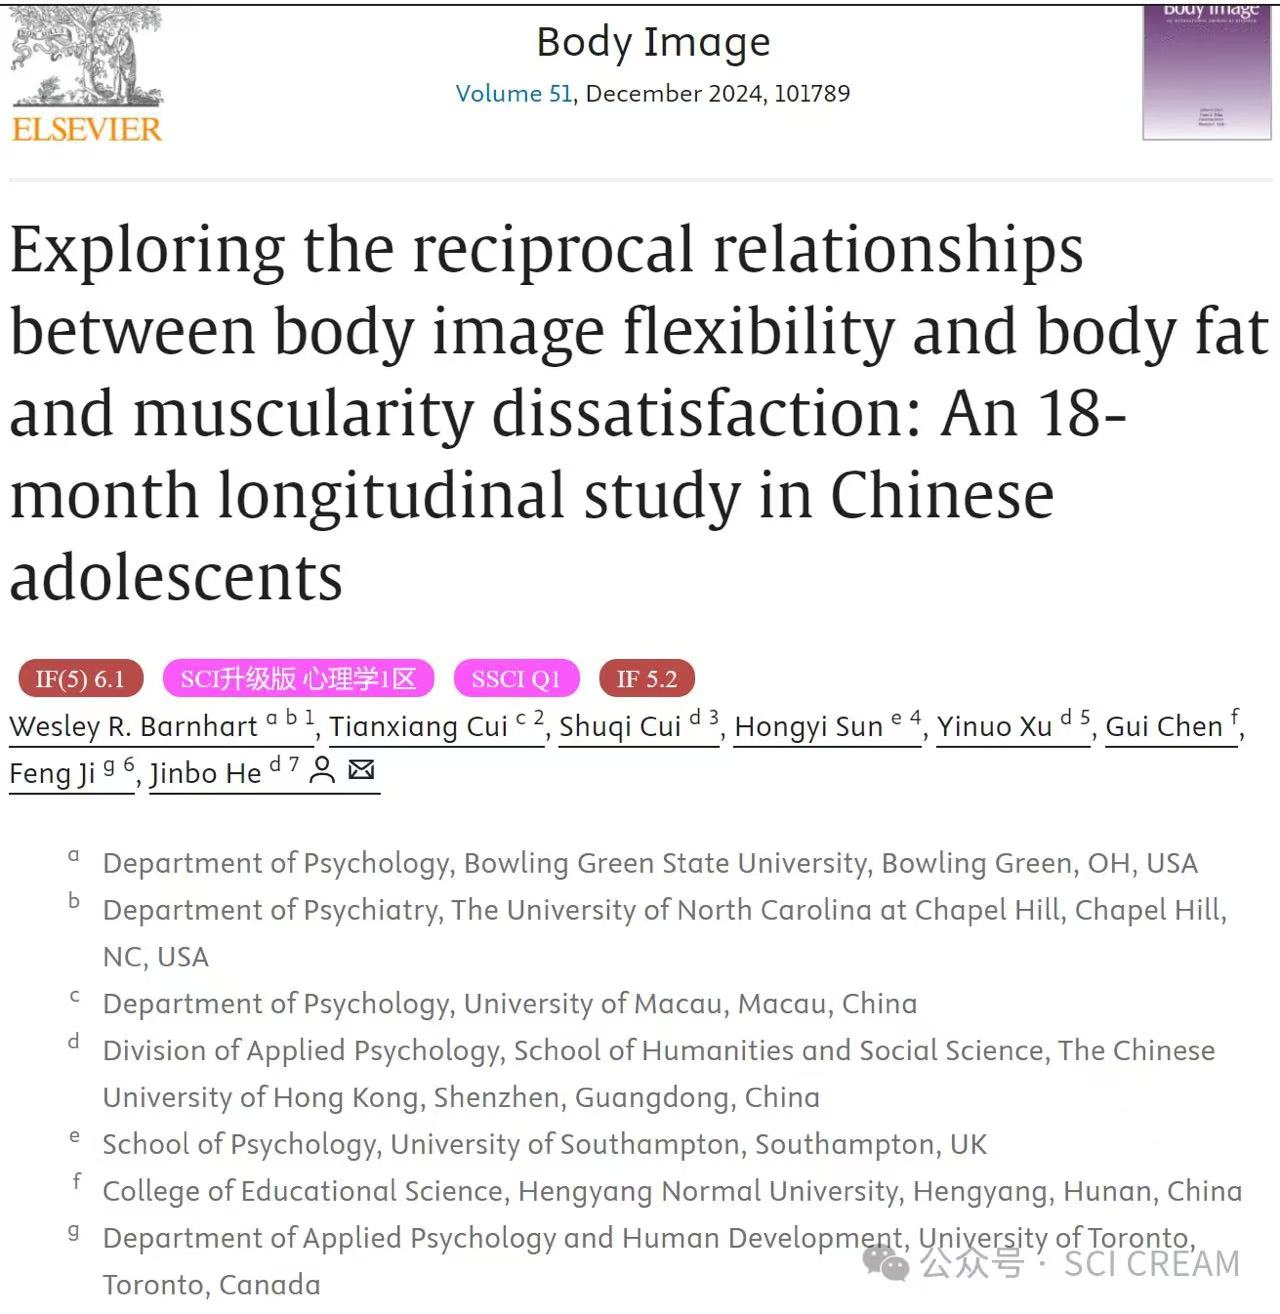 Body Image
Volume 51, December 2024, 101789
ELSEVIER
Body Image
Exploring the reciprocal relationships
between body image flexibility and body fat
and muscularity dissatisfaction: An 18-
month longitudinal study in Chinese
adolescents
IF(5) 6.1 SCI升级版 心理学1区 SSCI Q1 IF 5.2
Wesley R. Barnhart a b 1, Tianxiang Cui c 2, Shuqi Cui d 3, Hongyi Sun e 4, Yinuo Xu d 5, Gui Chen f,
Feng Ji g 6, Jinbo He d 7
a Department of Psychology, Bowling Green State University, Bowling Green, OH, USA
b Department of Psychiatry, The University of North Carolina at Chapel Hill, Chapel Hill,
NC, USA
c Department of Psychology, University of Macau, Macau, China
d Division of Applied Psychology, School of Humanities and Social Science, The Chinese
University of Hong Kong, Shenzhen, Guangdong, China
e School of Psychology, University of Southampton, Southampton, UK
f College of Educational Science, Hengyang Normal University, Hengyang, Hunan, China
g Department of Applied Psychology and Human Development, University of Toronto,
Toronto, Canada
公众号 · SCI CREAM